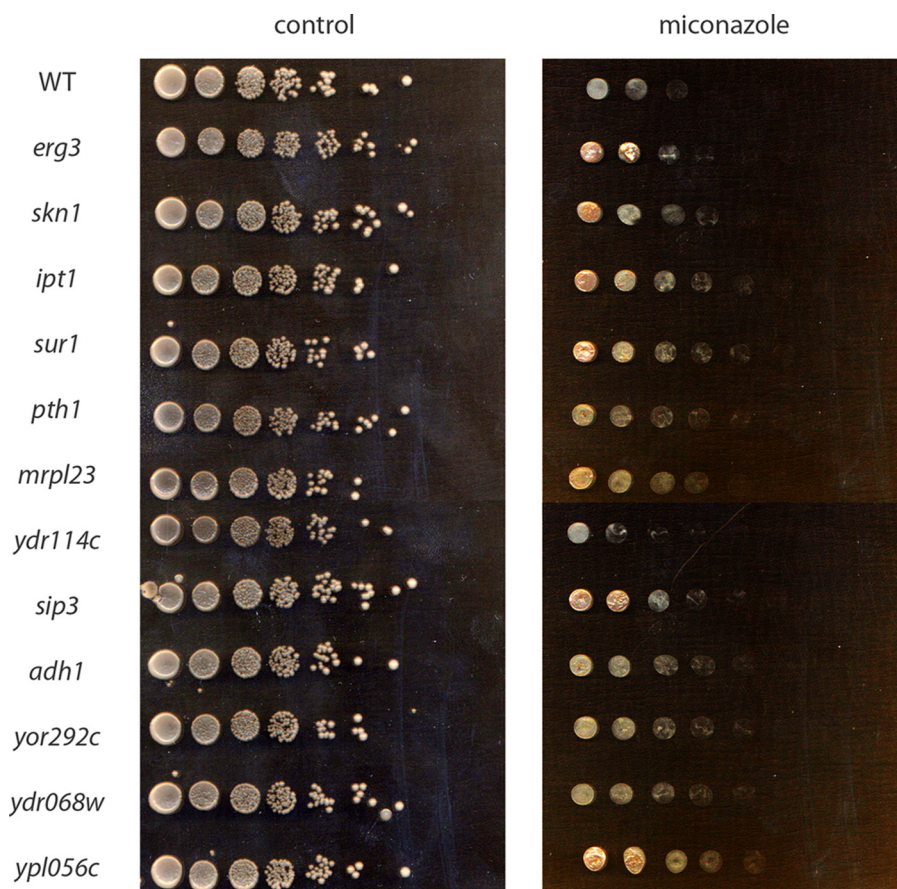 control miconazole
WT
erg3
skn1
ipt1
sur1
pth1
mrpl23
ydr114c
sip3
adh1
yor292c
ydr068w
ypl056c